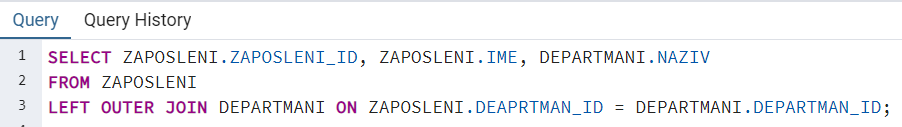 Query Query History
1 SELECT ZAPOSLENI.ZAPOSLENI_ID, ZAPOSLENI.IME, DEPARTMANI.NAZIV
2 FROM ZAPOSLENI
3 LEFT OUTER JOIN DEPARTMANI ON ZAPOSLENI.DEAPRTMAN_ID = DEPARTMANI.DEPARTMAN_ID;